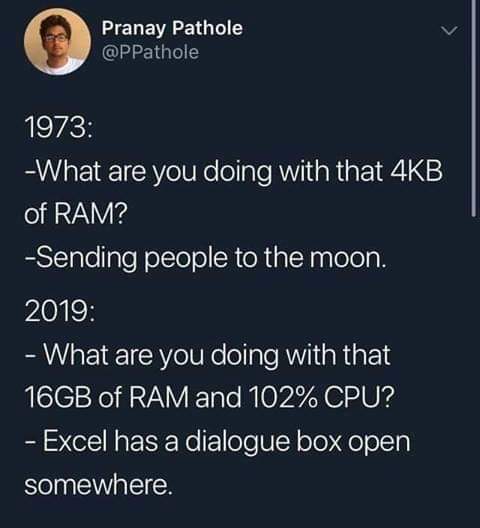 Pranay Pathole
@PPathole
1973:
-What are you doing with that 4KB
of RAM?
-Sending people to the moon.
2019:
- What are you doing with that
16GB of RAM and 102% CPU?
- Excel has a dialogue box open
somewhere.